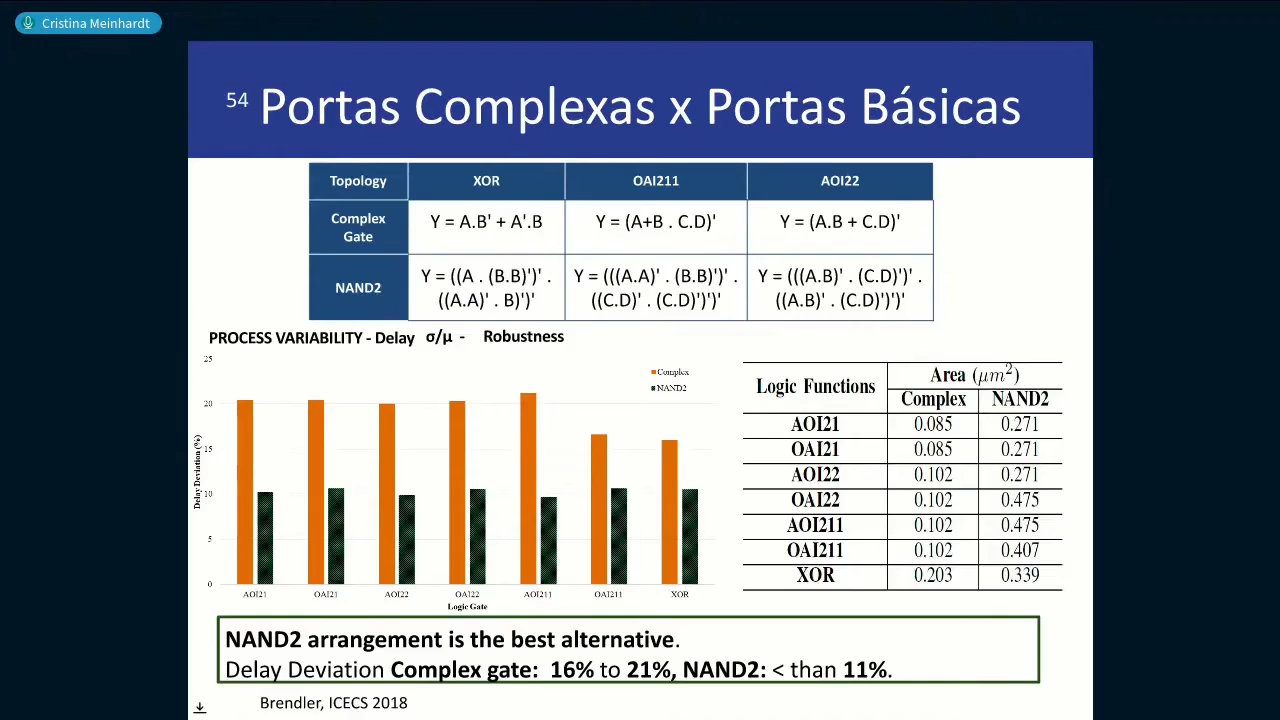 Cristina Meinhardt
54 Portas Complexas x Portas Básicas
Topology XOR OAI211 AOI22
Complex Gate Y = A.B' + A'.B Y = (A+B . C.D)' Y = (A.B + C.D)'
NAND2 Y = ((A . (B.B)')' . ((A.A)' . B)')' Y = (((A.A)' . (B.B)')' . ((C.D)' . (C.D)')')' Y = (((A.B)' . (C.D)')' . ((A.B)' . (C.D)')')'
PROCESS VARIABILITY - Delay σ/μ - Robustness
Delay Deviation (%)
25
20
15
10
5
0
Complex
NAND2
AOI21 OAI21 AOI22 OAI22 AOI211 OAI211 XOR
Logic Gate
Logic Functions Area (μm²)
Complex NAND2
AOI21 0.085 0.271
OAI21 0.085 0.271
AOI22 0.102 0.271
OAI22 0.102 0.475
AOI211 0.102 0.475
OAI211 0.102 0.407
XOR 0.203 0.339
NAND2 arrangement is the best alternative.
Delay Deviation Complex gate: 16% to 21%, NAND2: < than 11%.
Brendler, ICECS 2018